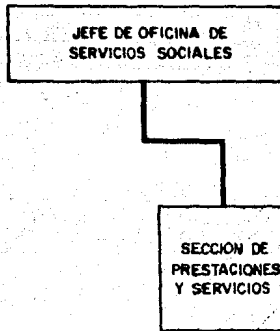 JEFE DE OFICINA DE
SERVICIOS SOCIALES
SECCION DE
PRESTACIONES
Y SERVICIOS